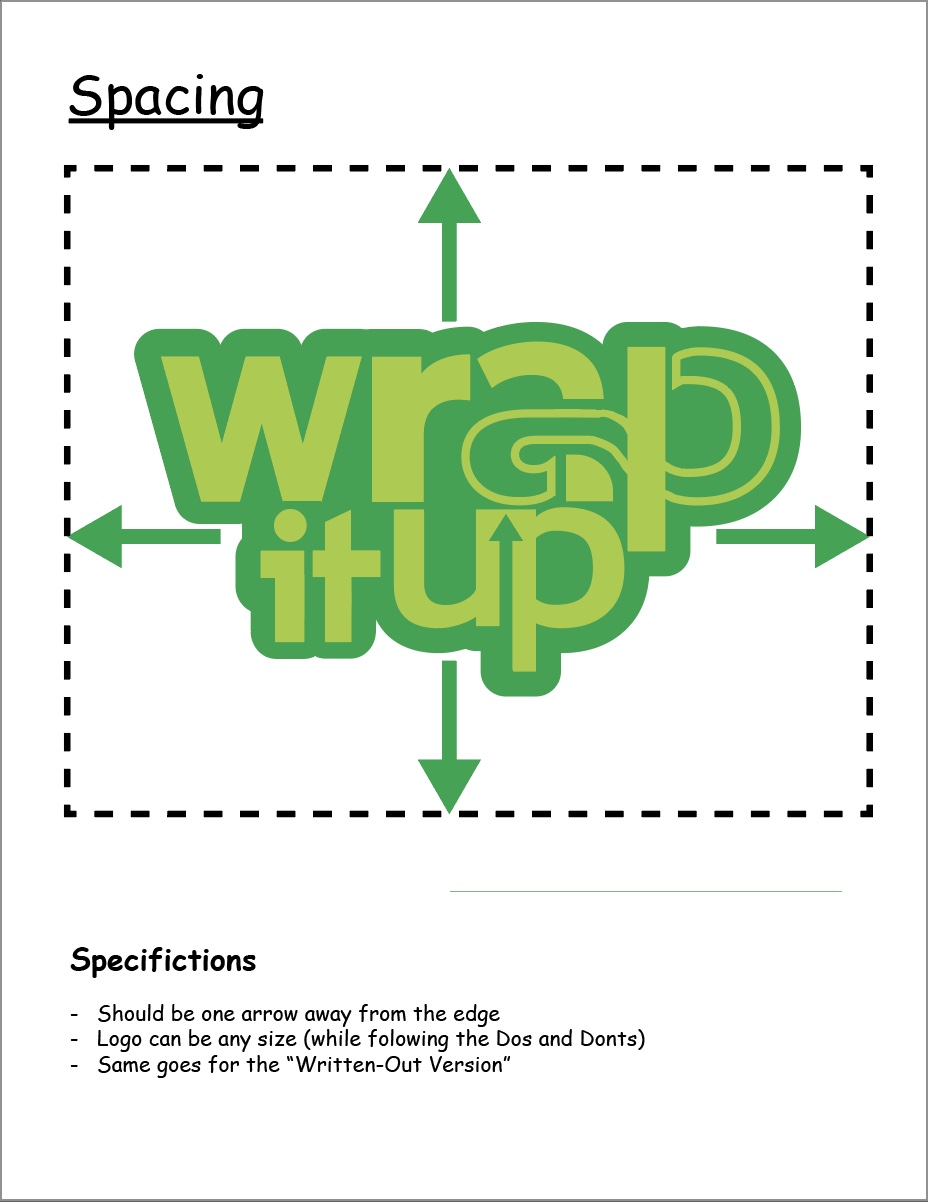 Spacing
wrap
it up
Specifictions
- Should be one arrow away from the edge
- Logo can be any size (while folowing the Dos and Donts)
- Same goes for the “Written-Out Version”